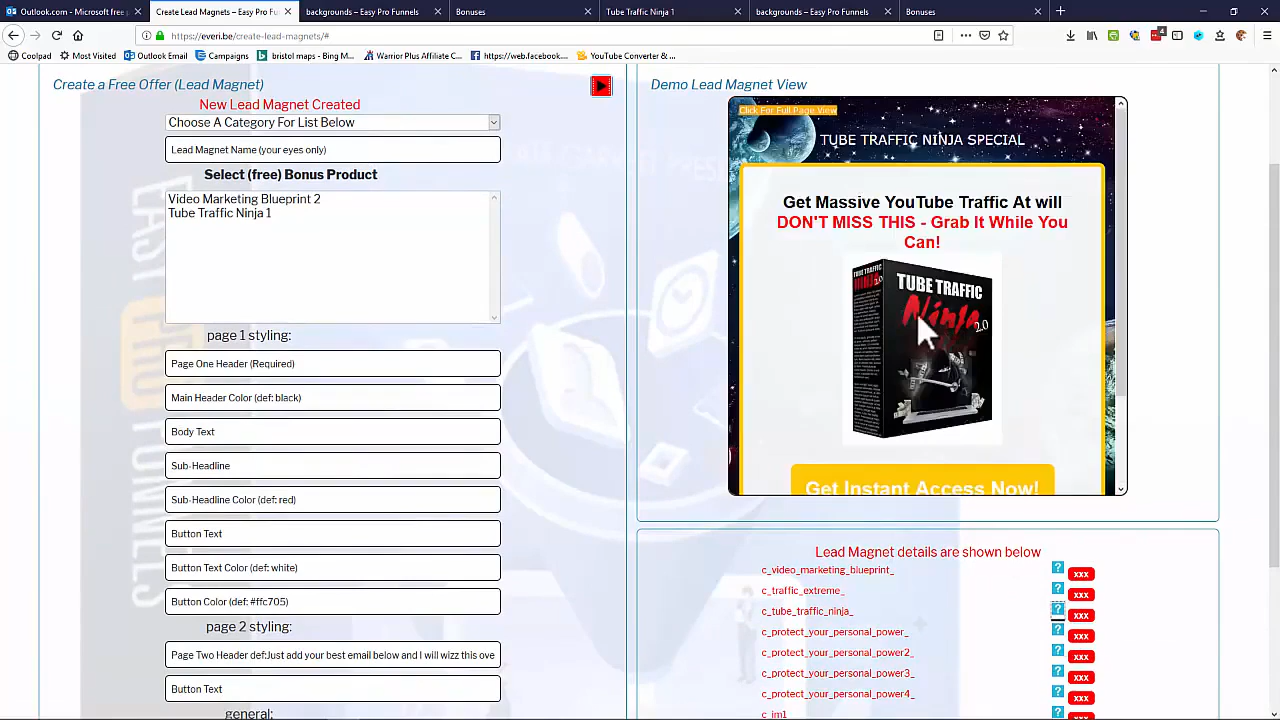 Outlook.com - Microsoft free p
Create Lead Magnets – Easy Pro Fu
backgrounds – Easy Pro Funnels
Bonuses
Tube Traffic Ninja 1
backgrounds – Easy Pro Funnels
Bonuses
https://everi.be/create-lead-magnets/#
4
Coolpad
Most Visited
Outlook Email
Campaigns
bristol maps - Bing M...
Warrior Plus Affiliate C...
https://web.facebook...
YouTube Converter & ...
Create a Free Offer (Lead Magnet)
New Lead Magnet Created
Choose A Category For List Below
Lead Magnet Name (your eyes only)
Select (free) Bonus Product
Video Marketing Blueprint 2
Tube Traffic Ninja 1
page 1 styling:
Page One Header (Required)
Main Header Color (def: black)
Body Text
Sub-Headline
Sub-Headline Color (def: red)
Button Text
Button Text Color (def: white)
Button Color (def: #ffc705)
page 2 styling:
Page Two Header def:Just add your best email below and I will wizz this ove
Button Text
general:
Demo Lead Magnet View
Click For Full Page View
TUBE TRAFFIC NINJA SPECIAL
Get Massive YouTube Traffic At will
DON'T MISS THIS - Grab It While You
Can!
TUBE TRAFFIC
Ninja
2.0
Get Instant Access Now!
Lead Magnet details are shown below
c_video_marketing_blueprint_ ? xxx
c_traffic_extreme_ ? xxx
c_tube_traffic_ninja_ ? xxx
c_protect_your_personal_power_ ? xxx
c_protect_your_personal_power2_ ? xxx
c_protect_your_personal_power3_ ? xxx
c_protect_your_personal_power4_ ? xxx
c_im1 ?